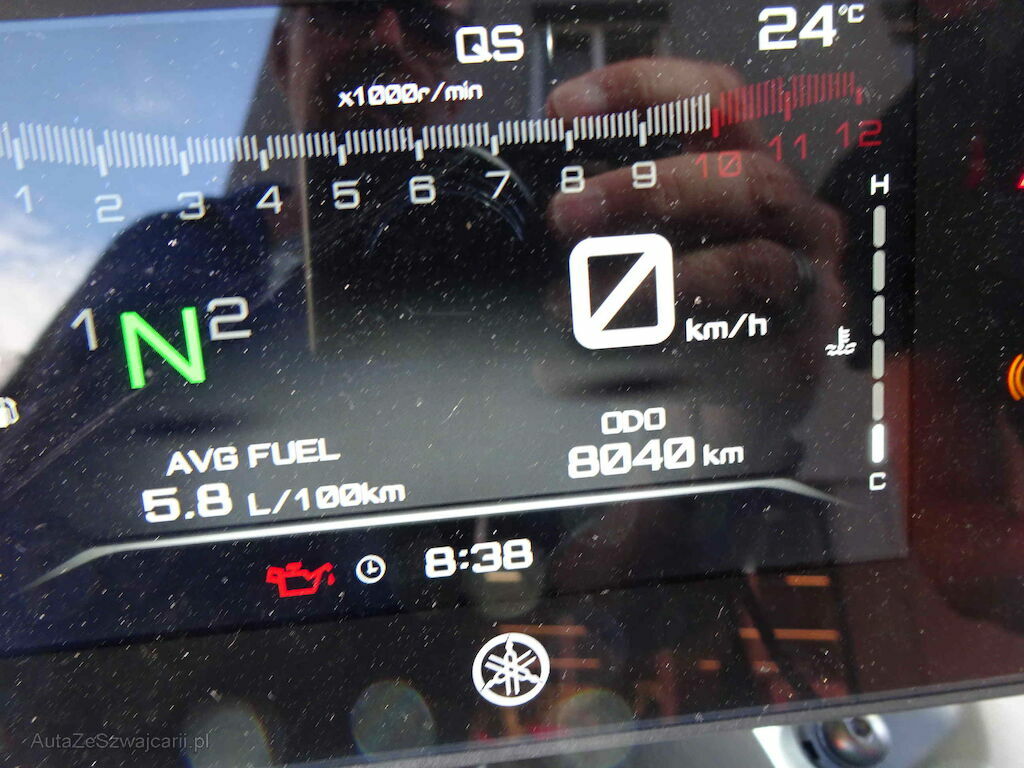 QS
24°C
x1000r/min
1 2 3 4 5 6 7 8 9 10 11 12
H
1 N 2
0 km/h
AVG FUEL
5.8 L/100km
ODO
8040 km
C
8:38
AutaZeSzwajcarii.pl